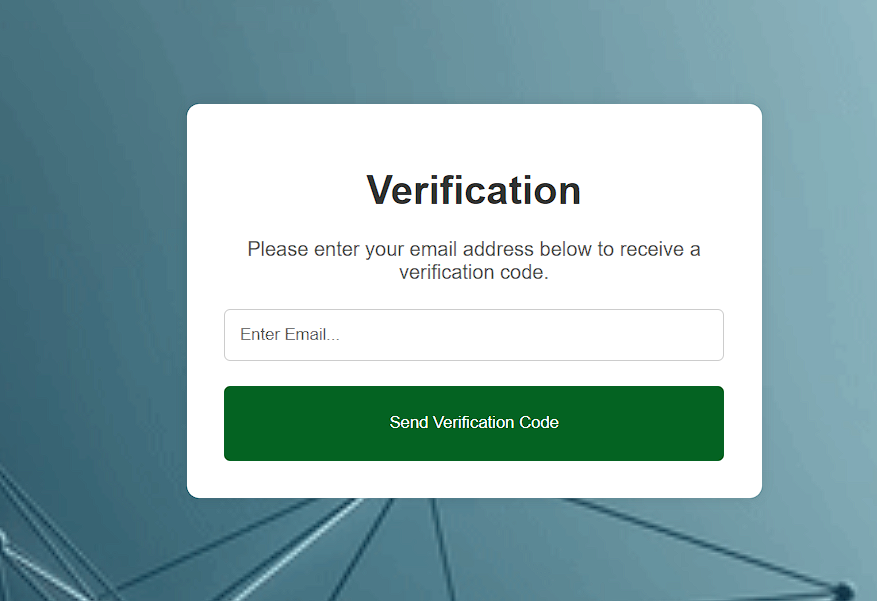 Verification
Please enter your email address below to receive a
verification code.
Enter Email...
Send Verification Code